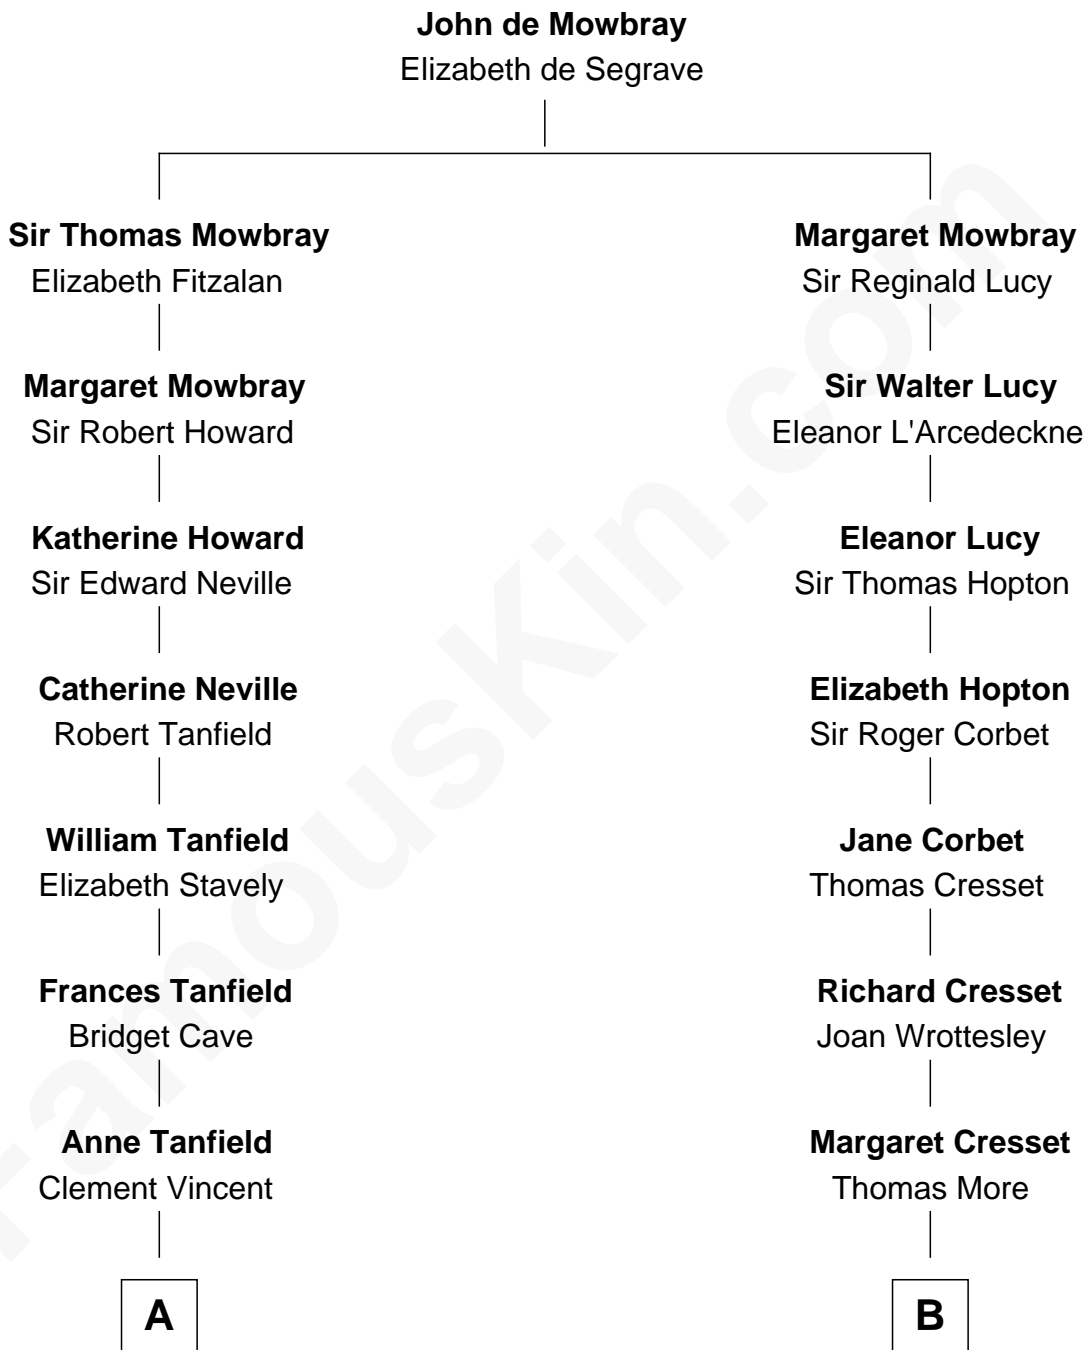 John de Mowbray
Elizabeth de Segrave
Sir Thomas Mowbray
Elizabeth Fitzalan
Margaret Mowbray
Sir Reginald Lucy
Margaret Mowbray
Sir Robert Howard
Sir Walter Lucy
Eleanor L'Arcedeckne
Katherine Howard
Sir Edward Neville
Eleanor Lucy
Sir Thomas Hopton
Catherine Neville
Robert Tanfield
Elizabeth Hopton
Sir Roger Corbet
William Tanfield
Elizabeth Stavely
Jane Corbet
Thomas Cresset
Frances Tanfield
Bridget Cave
Richard Cresset
Joan Wrottesley
Anne Tanfield
Clement Vincent
Margaret Cresset
Thomas More
A
B
FamousKin.com